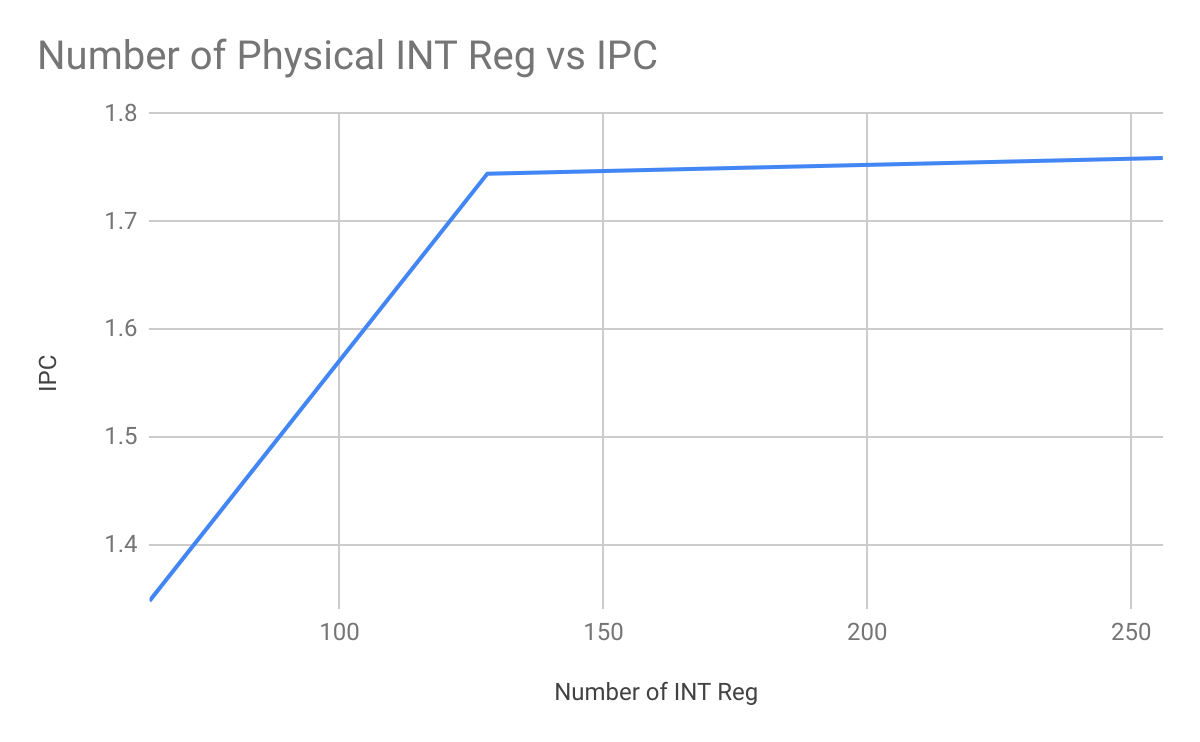 Number of Physical INT Reg vs IPC
1.8
1.7
1.6
1.5
1.4
IPC
100 150 200 250
Number of INT Reg